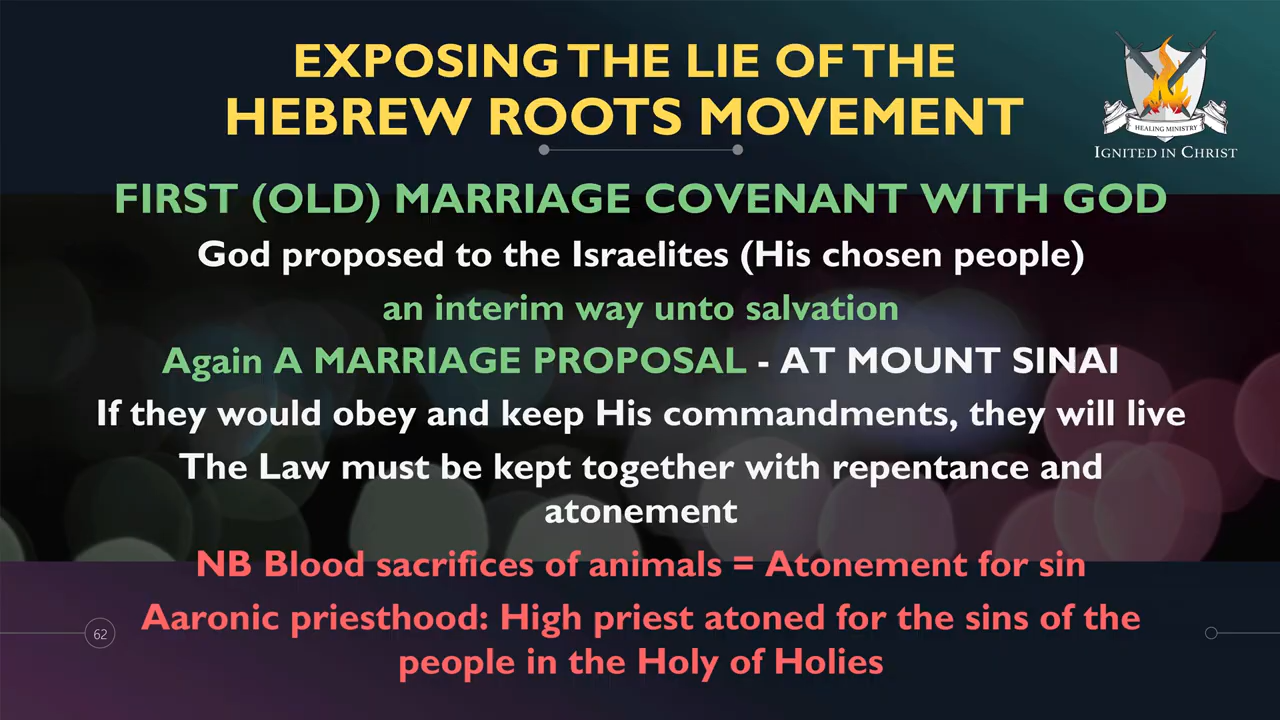 EXPOSING THE LIE OF THE
HEBREW ROOTS MOVEMENT
HEALING MINISTRY
IGNITED IN CHRIST
FIRST (OLD) MARRIAGE COVENANT WITH GOD
God proposed to the Israelites (His chosen people)
an interim way unto salvation
Again A MARRIAGE PROPOSAL - AT MOUNT SINAI
If they would obey and keep His commandments, they will live
The Law must be kept together with repentance and
atonement
NB Blood sacrifices of animals = Atonement for sin
Aaronic priesthood: High priest atoned for the sins of the
people in the Holy of Holies
62